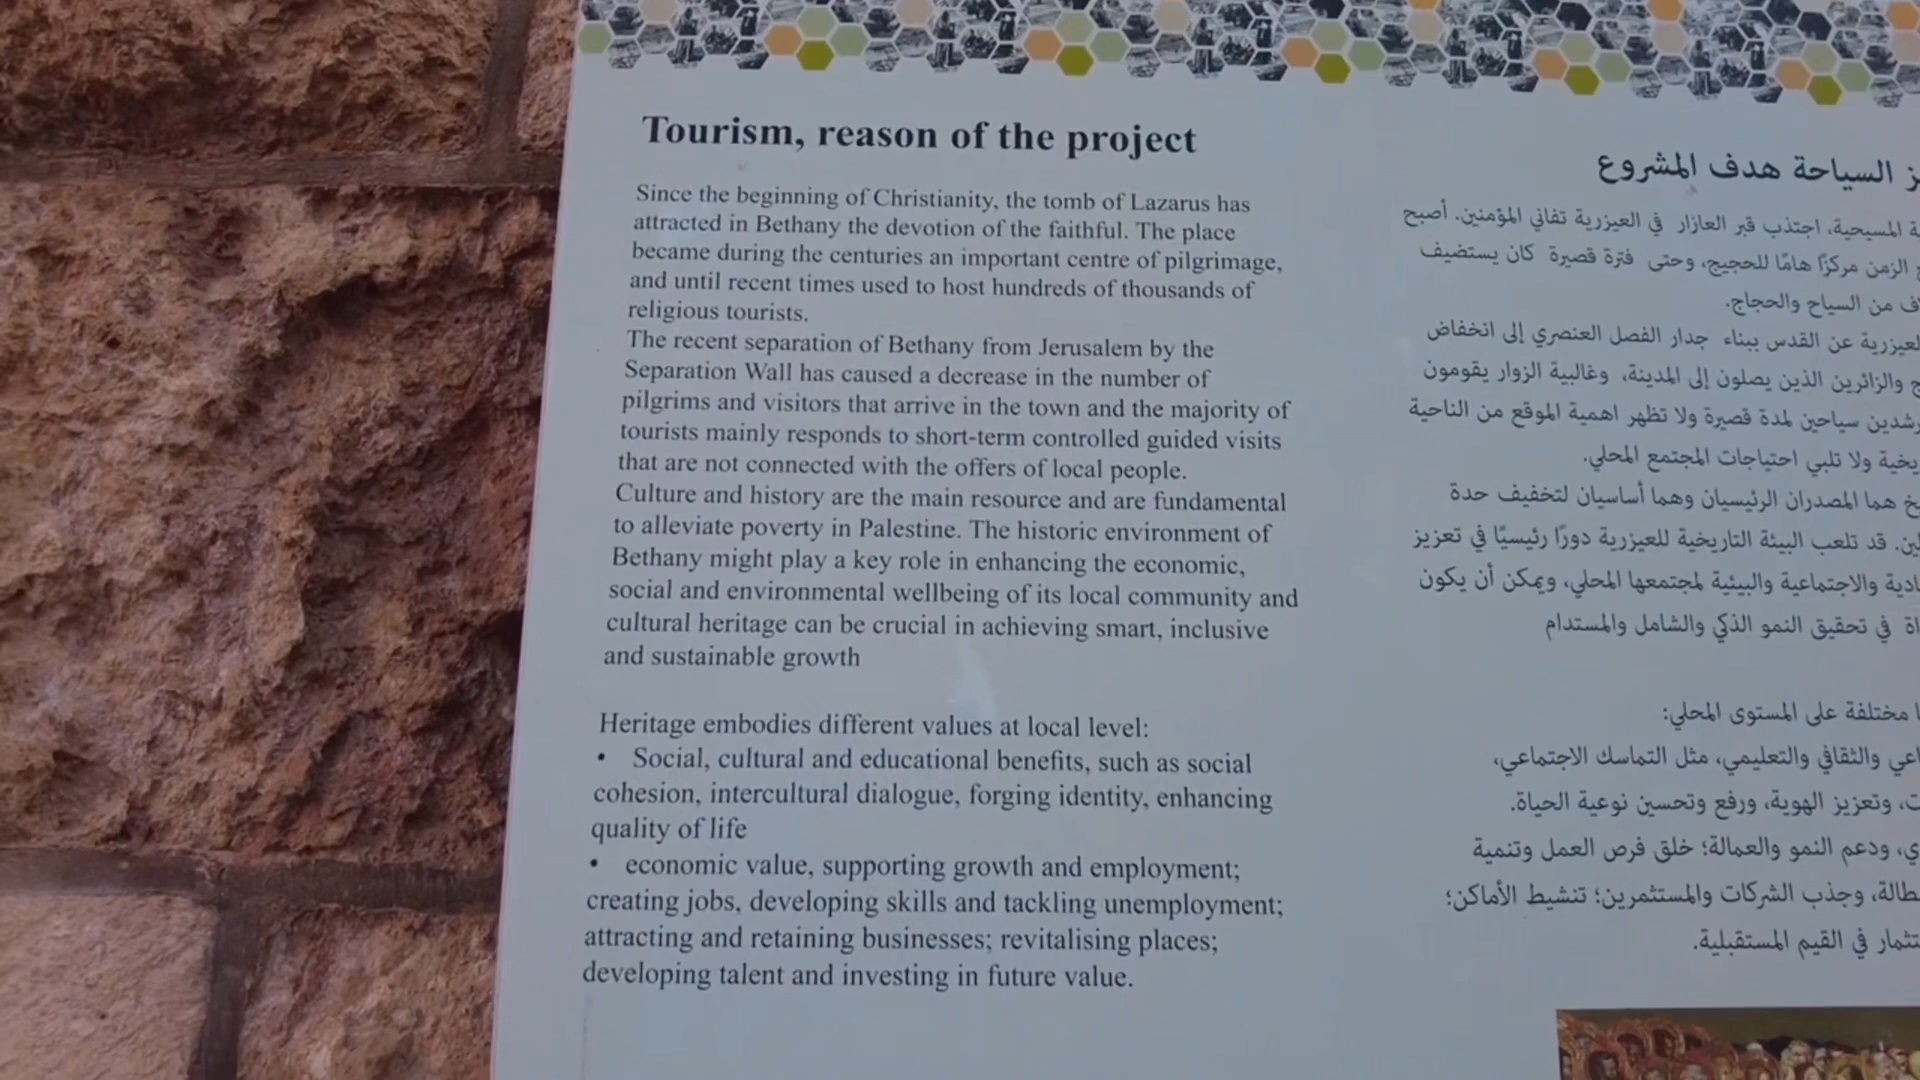 Tourism, reason of the project
Since the beginning of Christianity, the tomb of Lazarus has
attracted in Bethany the devotion of the faithful. The place
became during the centuries an important centre of pilgrimage,
and until recent times used to host hundreds of thousands of
religious tourists.
The recent separation of Bethany from Jerusalem by the
Separation Wall has caused a decrease in the number of
pilgrims and visitors that arrive in the town and the majority of
tourists mainly responds to short-term controlled guided visits
that are not connected with the offers of local people.
Culture and history are the main resource and are fundamental
to alleviate poverty in Palestine. The historic environment of
Bethany might play a key role in enhancing the economic,
social and environmental wellbeing of its local community and
cultural heritage can be crucial in achieving smart, inclusive
and sustainable growth
Heritage embodies different values at local level:
• Social, cultural and educational benefits, such as social
cohesion, intercultural dialogue, forging identity, enhancing
quality of life
• economic value, supporting growth and employment;
creating jobs, developing skills and tackling unemployment;
attracting and retaining businesses; revitalising places;
developing talent and investing in future value.
السياحة هدف المشروع
المسيحية، اجتذب قبر العازار في العيزرية تفاني المؤمنين. أصبح
الزمن مركزًا هامًا للحجيج، وحتى فترة قصيرة كان يستضيف
من السياح والحجاج.
عن القدس ببناء جدار الفصل العنصري إلى انخفاض
والزائرين الذين يصلون إلى المدينة، وغالبية الزوار يقومون
سياحين لمدة قصيرة ولا تظهر اهمية الموقع من الناحية
ولا تلبي احتياجات المجتمع المحلي.
هما المصدران الرئيسيان وهما أساسيان لتخفيف حدة
قد تلعب البيئة التاريخية للعيزرية دورًا رئيسيًا في تعزيز
والاجتماعية والبيئية لمجتمعها المحلي، ويمكن أن يكون
في تحقيق النمو الذكي والشامل والمستدام
مختلفة على المستوى المحلي:
والثقافي والتعليمي، مثل التماسك الاجتماعي،
وتعزيز الهوية، ورفع وتحسين نوعية الحياة.
ودعم النمو والعمالة؛ خلق فرص العمل وتنمية
وجذب الشركات والمستثمرين؛ تنشيط الأماكن؛
في القيم المستقبلية.